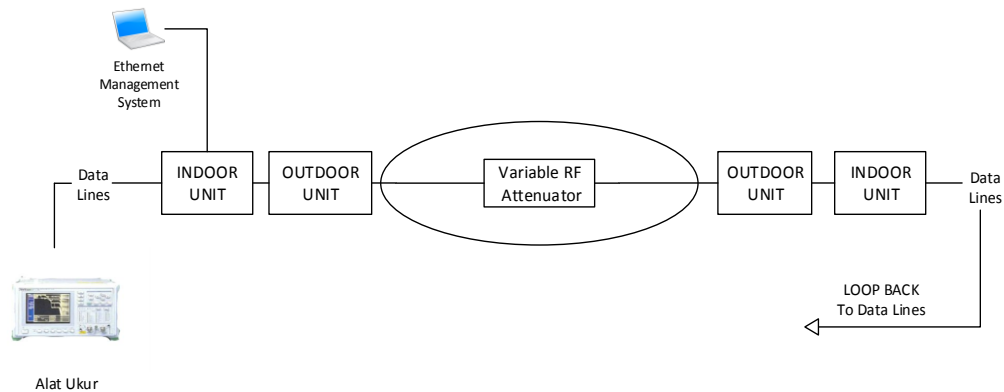 Ethernet
Management
System
Data
Lines
INDOOR
UNIT
OUTDOOR
UNIT
Variable RF
Attenuator
OUTDOOR
UNIT
INDOOR
UNIT
Data
Lines
LOOP BACK
To Data Lines
Alat Ukur